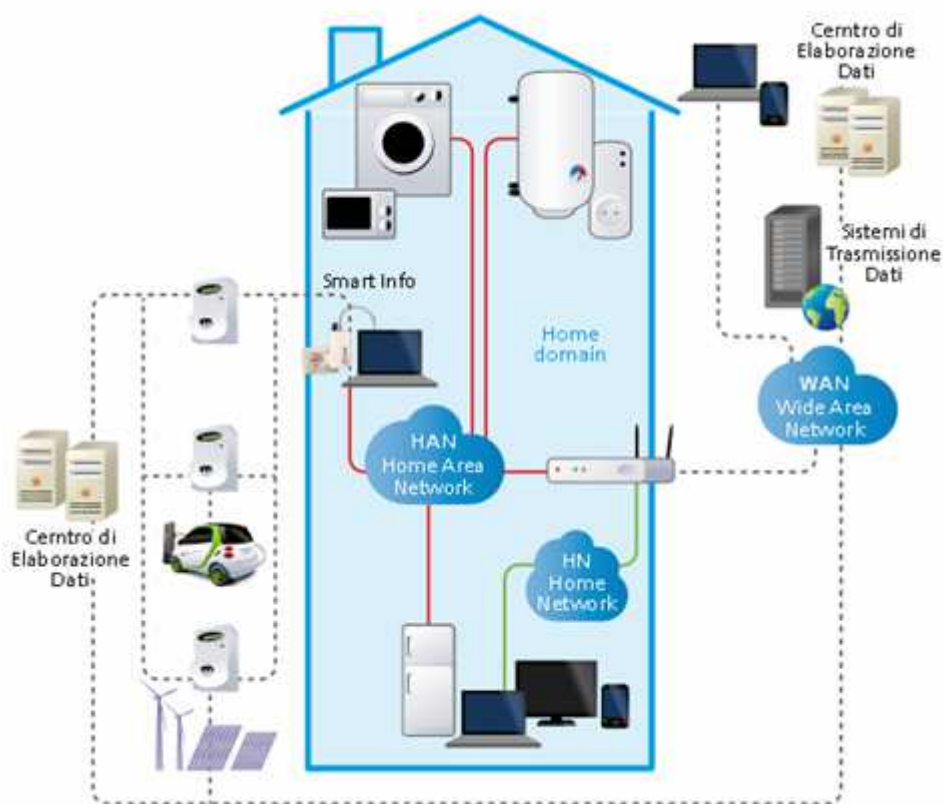 Cerntro di
Elaborazione
Dati
Sistemi di
Trasmissione
Dati
Smart Info
Home
domain
WAN
Wide Area
Network
HAN
Home Area
Network
Cerntro di
Elaborazione
Dati
HN
Home
Network